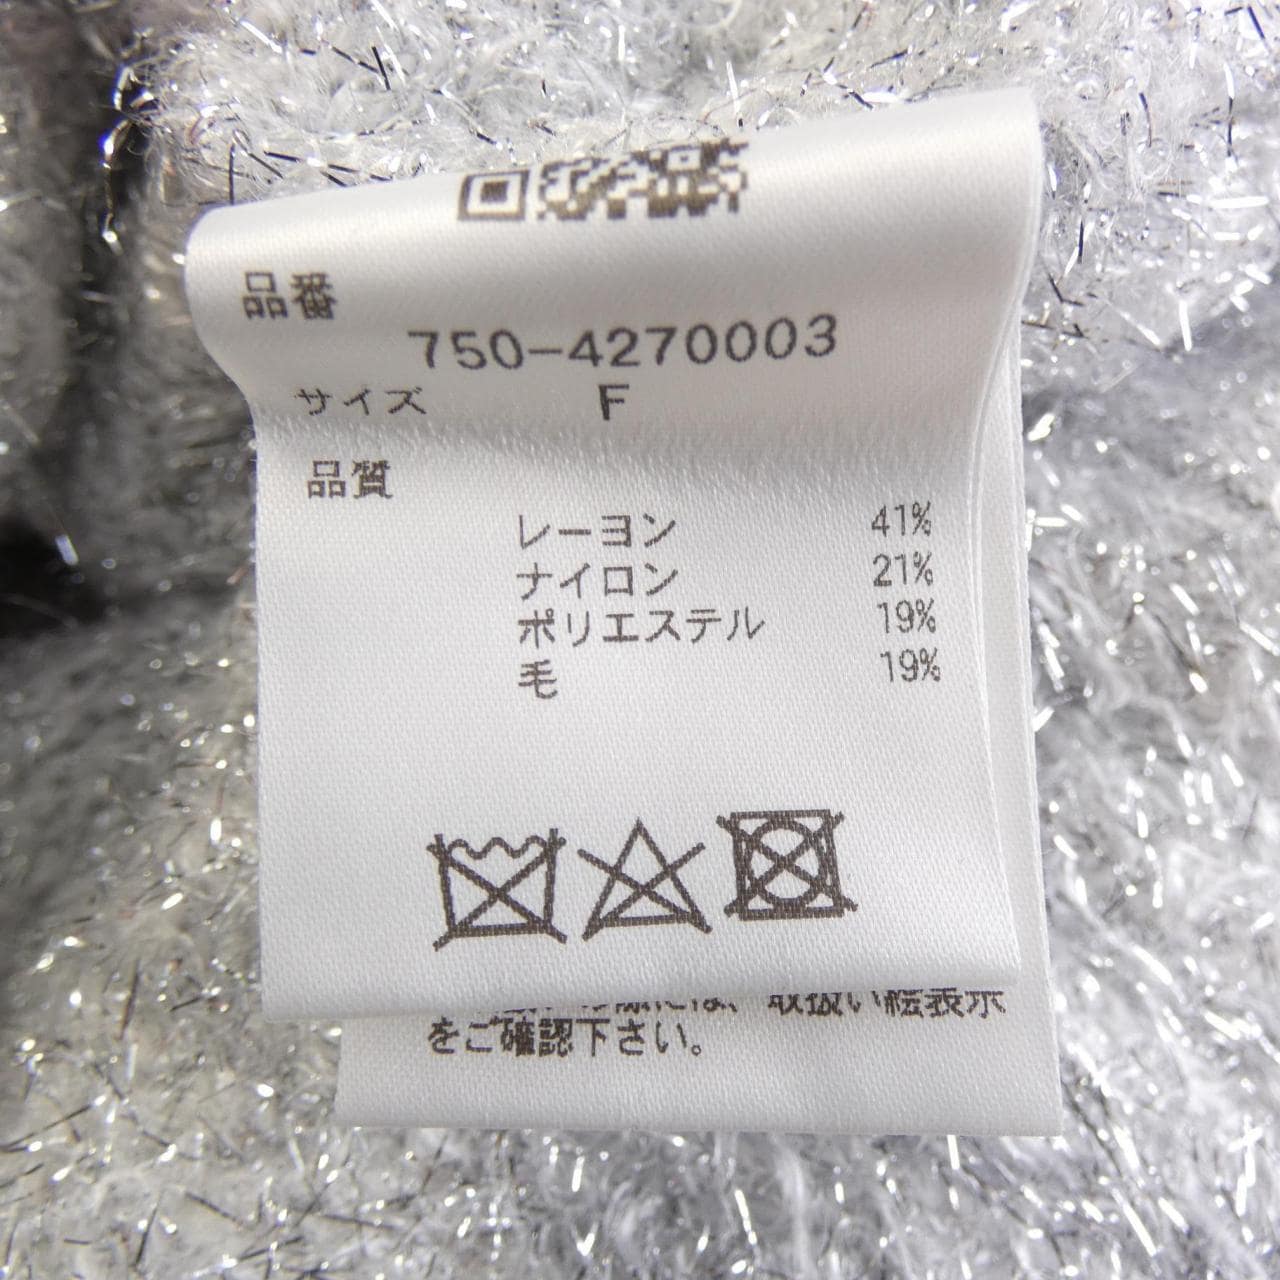 品番
750-4270003
サイズ F
品質
レーヨン 41%
ナイロン 21%
ポリエステル 19%
毛 19%
には、取扱い絵表示
をご確認下さい。